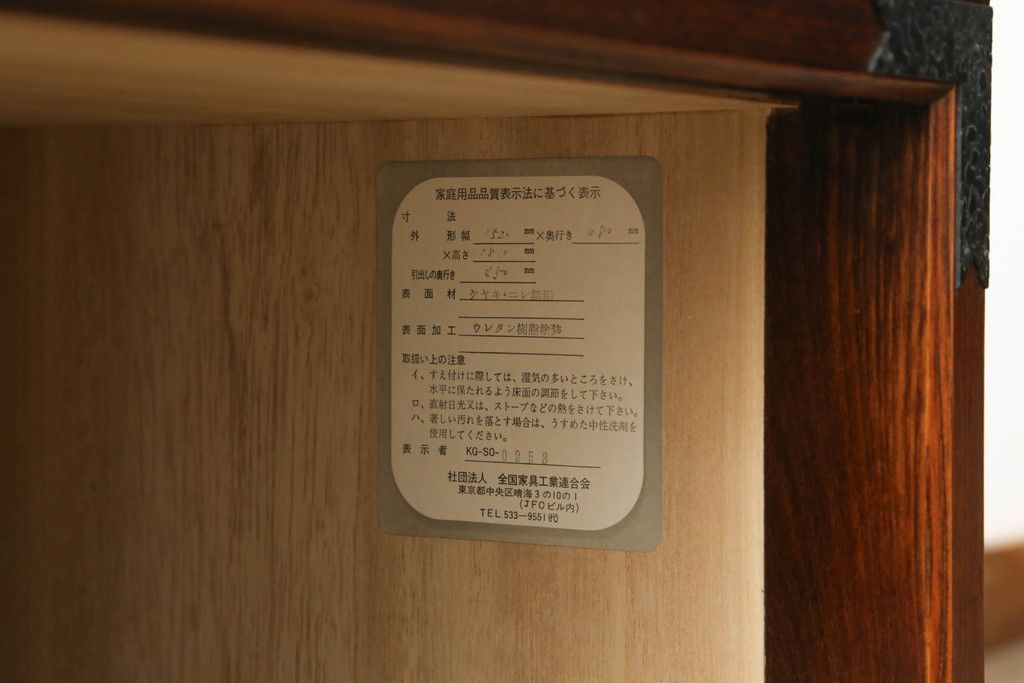 家庭用品品質表示法に基づく表示
寸法
外形幅 mm×奥行き mm
×高さ mm
引出しの奥行き mm
表面材 ケヤキ・ニレ
表面加工 ウレタン樹脂塗装
取扱い上の注意
イ、すえ付けに際しては、湿気の多いところをさけ、
水平に保たれるよう床面の調節をして下さい。
ロ、直射日光又は、ストーブなどの熱をさけて下さい。
ハ、著しい汚れを落とす場合は、うすめた中性洗剤を
使用してください。
表示者 KG-SO-0258
社団法人 全国家具工業連合会
東京都中央区晴海3の10の1
(JFCビル内)
TEL 533-9551㈹